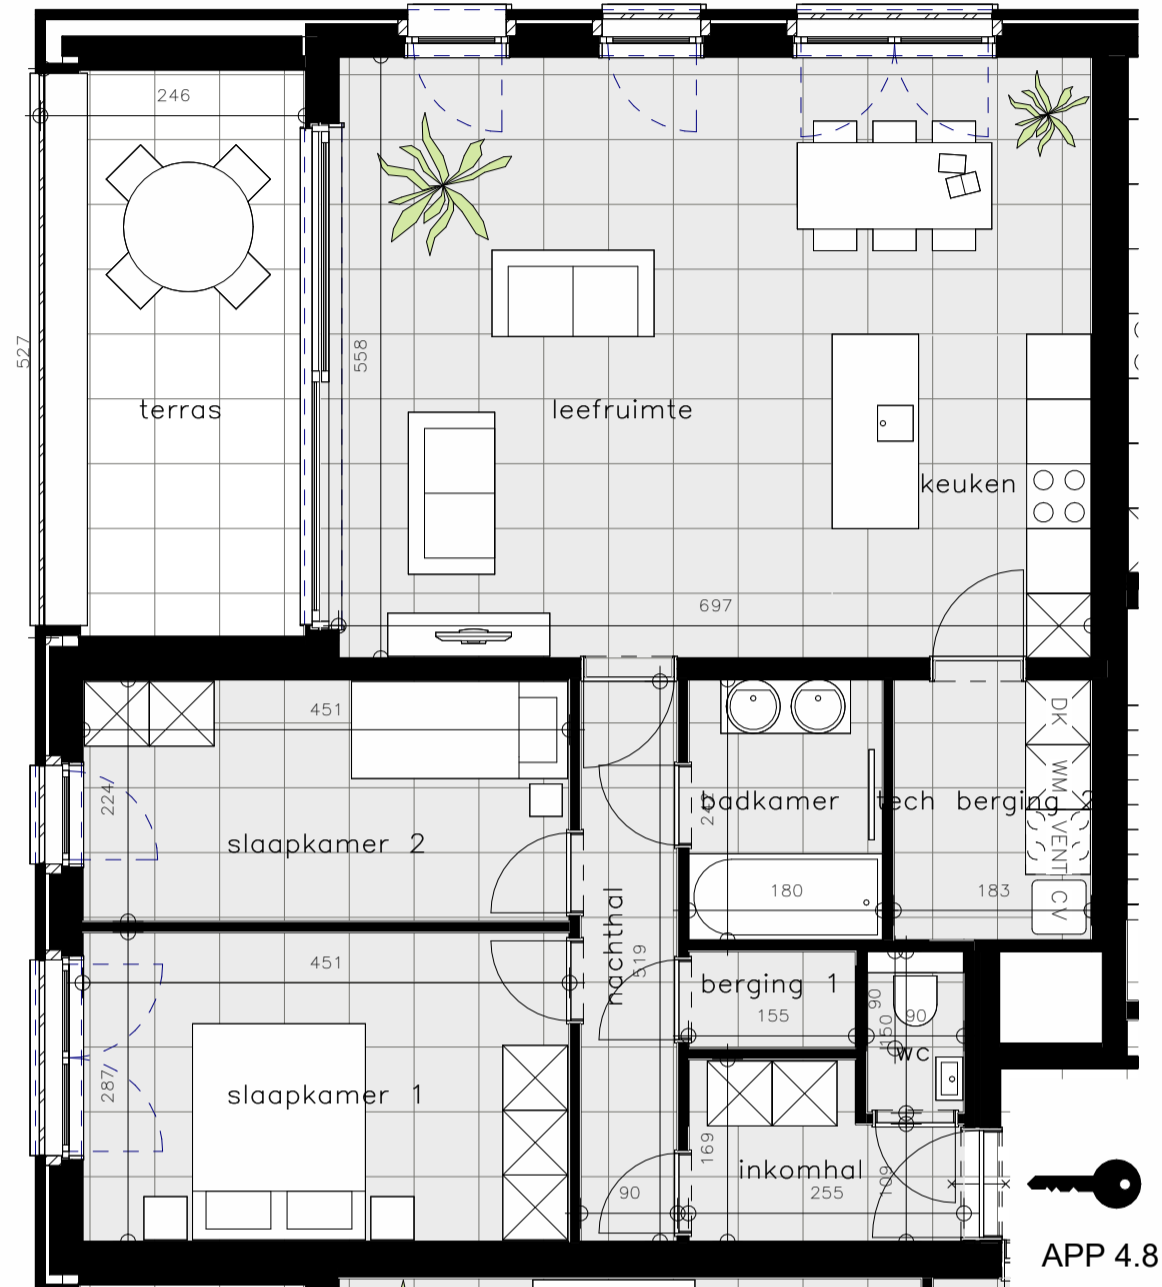 246
527
558
terras
leefruimte
keuken
697
451
224
slaapkamer 2
badkamer
tech berging 2
DK
WM
VENT
CV
180
183
nachthal
519
451
287
slaapkamer 1
berging 1
155
90
150
90
wc
169
inkomhal
109
90
255
APP 4.8